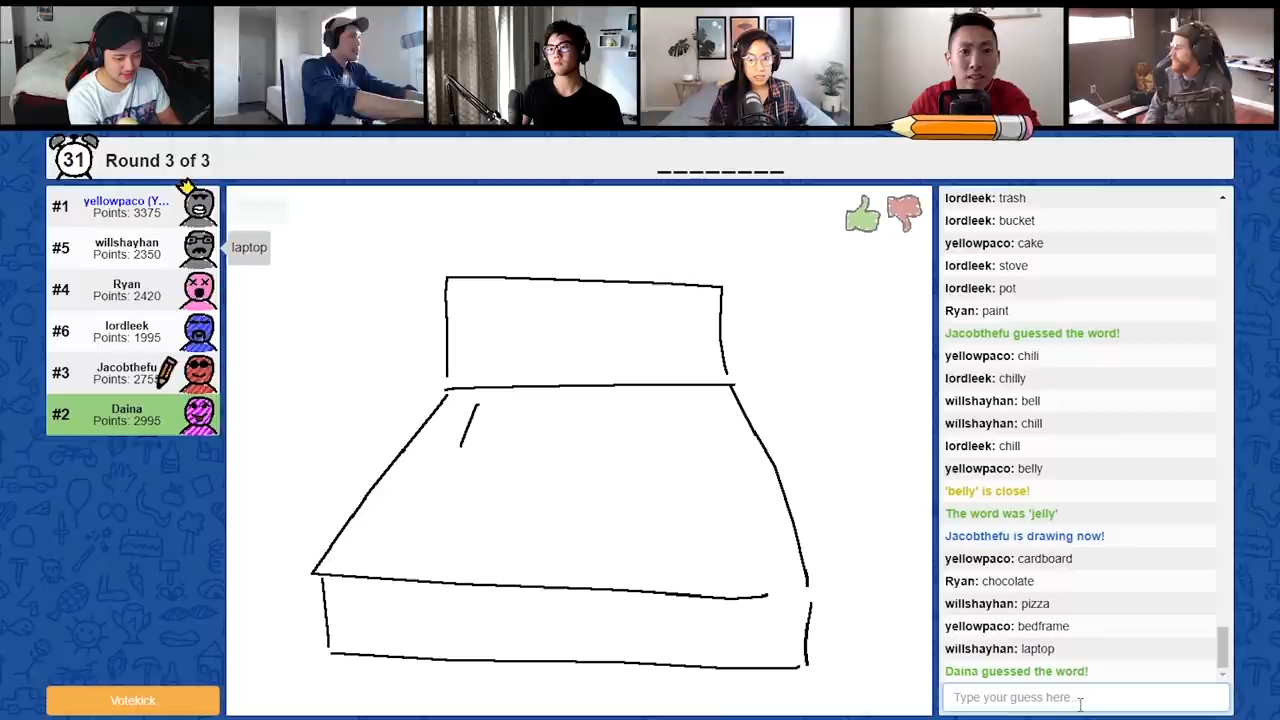 31
Round 3 of 3
________
#1
yellowpaco (Y...
Points: 3375
#5
willshayhan
Points: 2350
laptop
#4
Ryan
Points: 2420
#6
lordleek
Points: 1995
#3
Jacobthefu
Points: 2755
#2
Daina
Points: 2995
Votekick
lordleek: trash
lordleek: bucket
yellowpaco: cake
lordleek: stove
lordleek: pot
Ryan: paint
Jacobthefu guessed the word!
yellowpaco: chili
lordleek: chilly
willshayhan: bell
willshayhan: chill
lordleek: chill
yellowpaco: belly
'belly' is close!
The word was 'jelly'
Jacobthefu is drawing now!
yellowpaco: cardboard
Ryan: chocolate
willshayhan: pizza
yellowpaco: bedframe
willshayhan: laptop
Daina guessed the word!
Type your guess here...